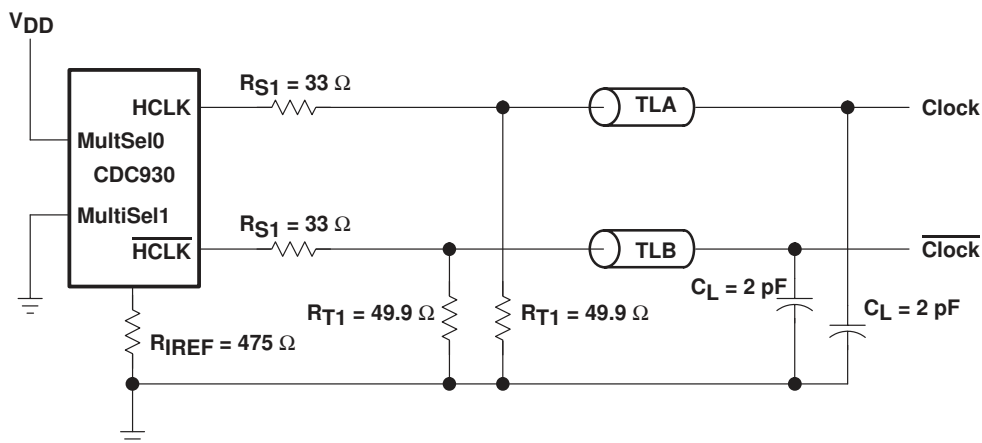 VDD
RS1 = 33 Ω
HCLK
TLA
Clock
MultSel0
CDC930
MultiSel1
RS1 = 33 Ω
HCLK
TLB
Clock
CL = 2 pF
CL = 2 pF
RT1 = 49.9 Ω
RT1 = 49.9 Ω
RIREF = 475 Ω